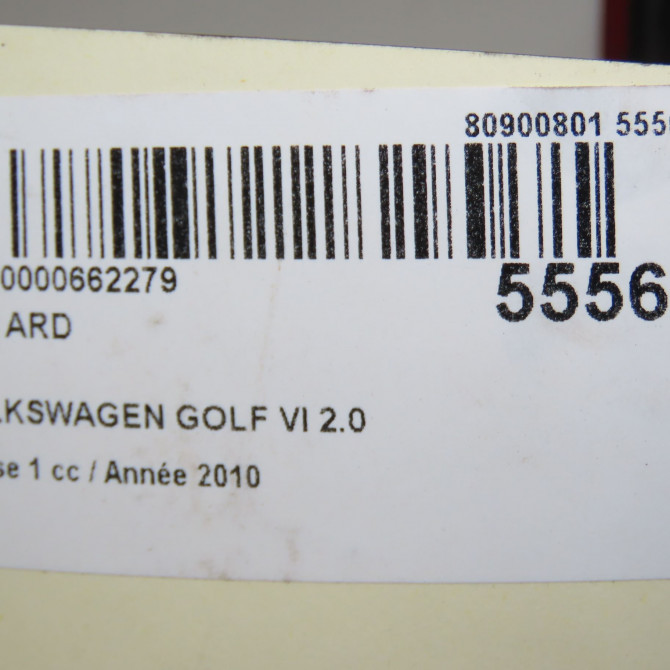 80900801 555
0000662279
5556
ARD
LKSWAGEN GOLF VI 2.0
se 1 cc / Année 2010